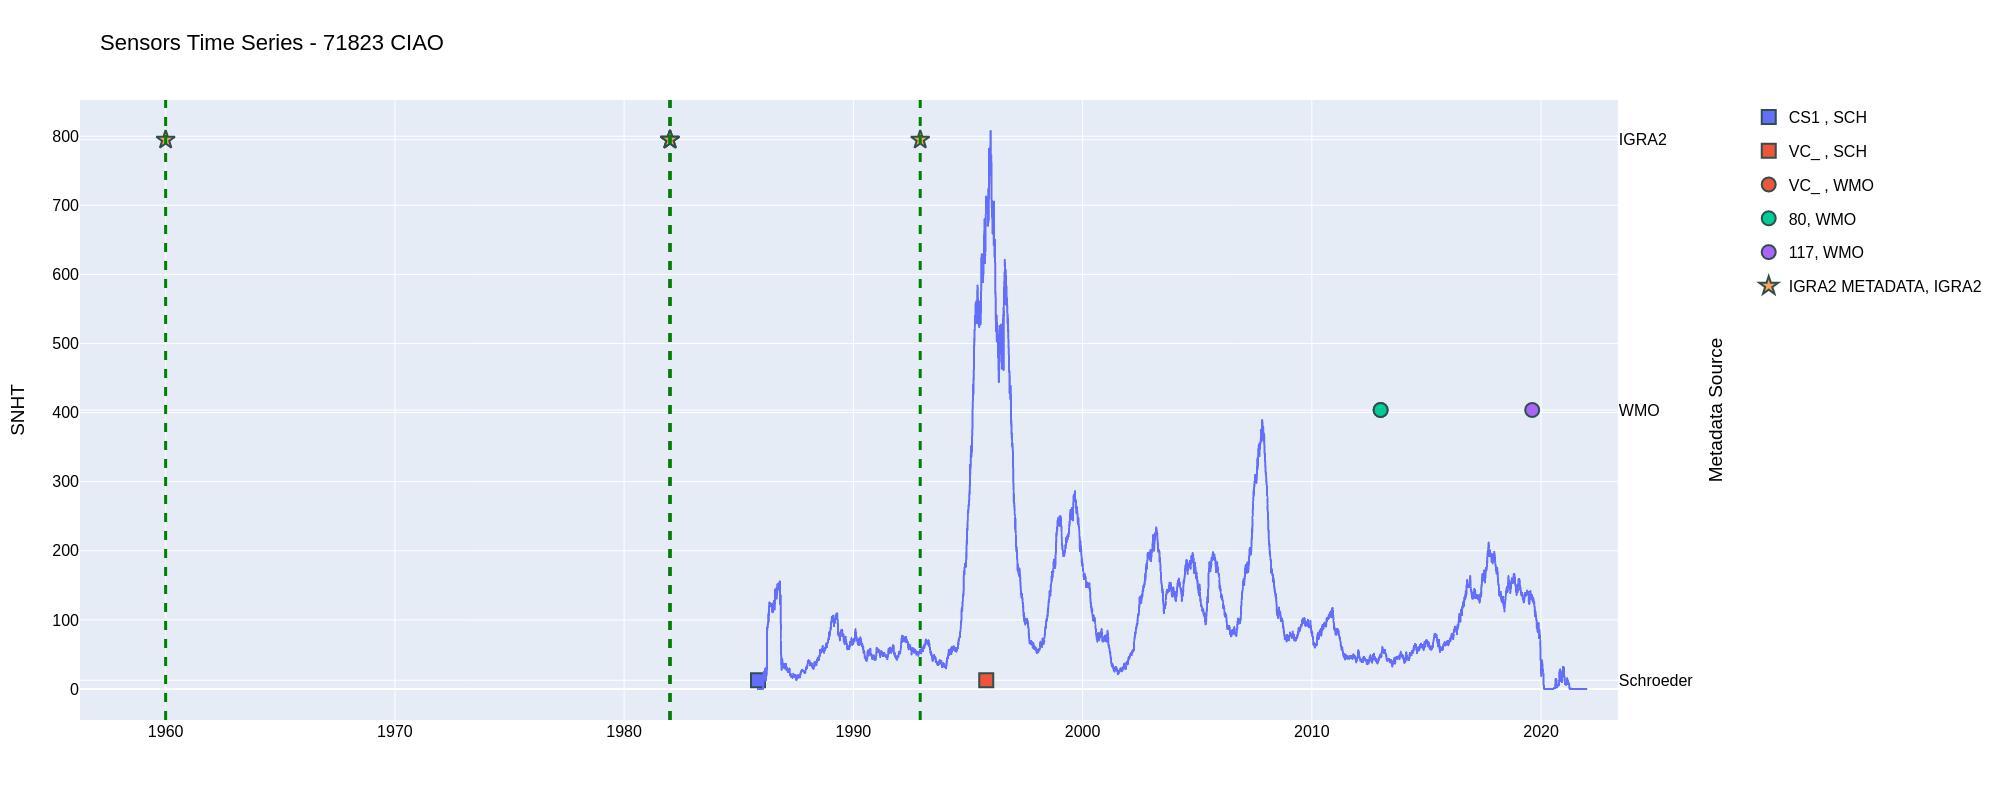 Sensors Time Series - 71823 CIAO
SNHT
800
700
600
500
400
300
200
100
0
1960
1970
1980
1990
2000
2010
2020
IGRA2
WMO
Schroeder
Metadata Source
CS1 , SCH
VC_ , SCH
VC_ , WMO
80, WMO
117, WMO
IGRA2 METADATA, IGRA2